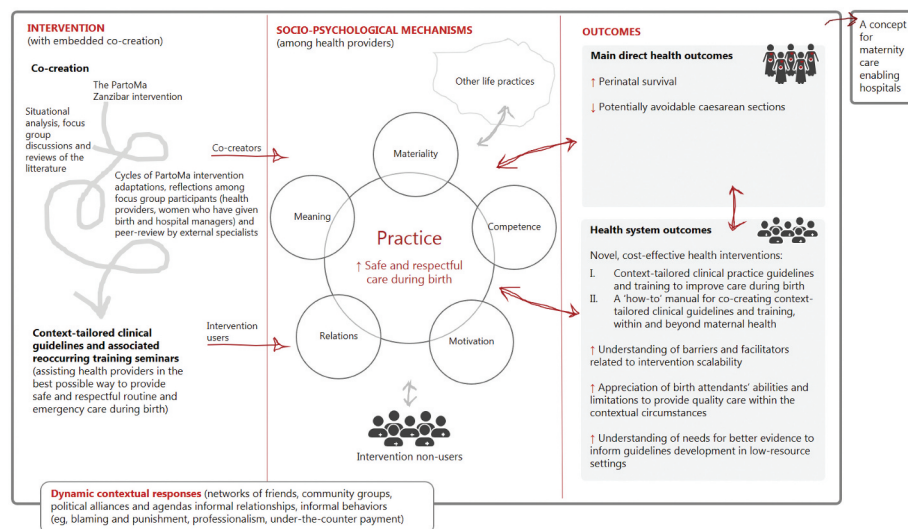 INTERVENTION
(with embedded co-creation)
Co-creation
The PartoMa
Zanzibar intervention
Situational
analysis, focus
group
discussions and
reviews of the
litterature
Cycles of PartoMa intervention
adaptations, reflections among
focus group participants (health
providers, women who have given
birth and hospital managers) and
peer-review by external specialists
Context-tailored clinical
guidelines and associated
reoccurring training seminars
(assisting health providers in the
best possible way to provide
safe and respectful routine and
emergency care during birth)
Co-creators
Intervention
users
SOCIO-PSYCHOLOGICAL MECHANISMS
(among health providers)
Other life practices
Materiality
Meaning
Competence
Practice
↑ Safe and respectful
care during birth
Relations
Motivation
Intervention non-users
OUTCOMES
Main direct health outcomes
↑ Perinatal survival
↓ Potentially avoidable caesarean sections
Health system outcomes
Novel, cost-effective health interventions:
I. Context-tailored clinical practice guidelines
and training to improve care during birth
II. A 'how-to' manual for co-creating context-
tailored clinical guidelines and training,
within and beyond maternal health
↑ Understanding of barriers and facilitators
related to intervention scalability
↑ Appreciation of birth attendants' abilities and
limitations to provide quality care within the
contextual circumstances
↑ Understanding of needs for better evidence to
inform guidelines development in low-resource
settings
A concept
for
maternity
care
enabling
hospitals
Dynamic contextual responses (networks of friends, community groups,
political alliances and agendas informal relationships, informal behaviors
(eg, blaming and punishment, professionalism, under-the-counter payment)